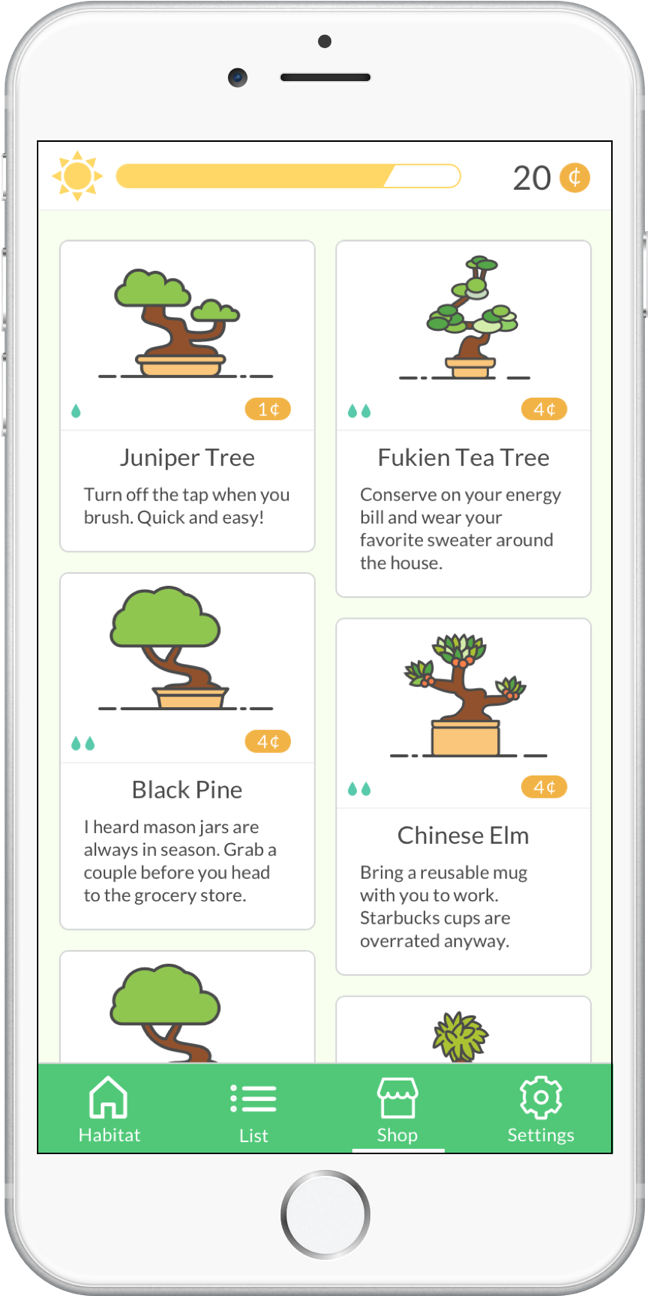 20 ¢
1¢
Juniper Tree
Turn off the tap when you
brush. Quick and easy!
4¢
Fukien Tea Tree
Conserve on your energy
bill and wear your
favorite sweater around
the house.
4¢
Black Pine
I heard mason jars are
always in season. Grab a
couple before you head
to the grocery store.
4¢
Chinese Elm
Bring a reusable mug
with you to work.
Starbucks cups are
overrated anyway.
Habitat
List
Shop
Settings